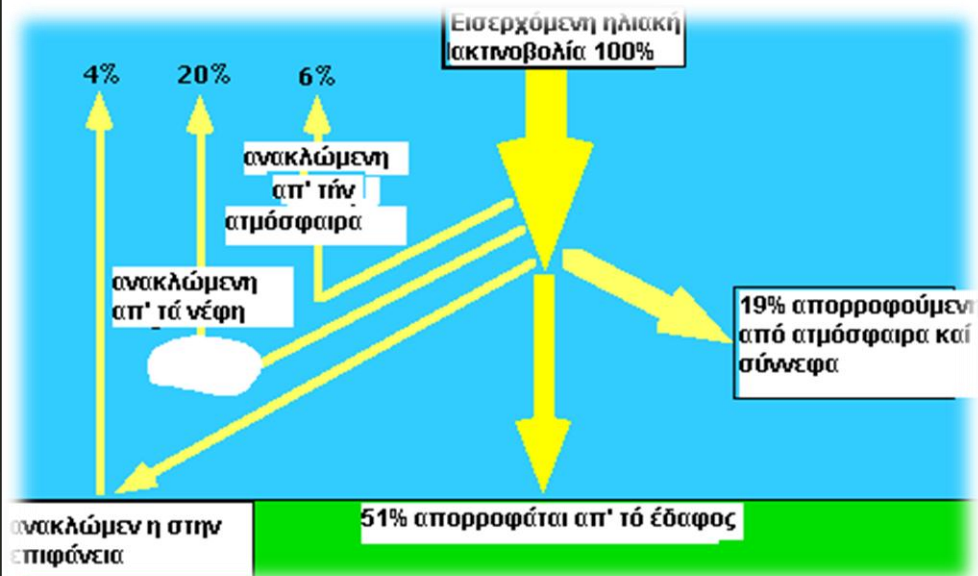 Εισερχόμενη ηλιακή
ακτινοβολία 100%
4% 20% 6%
ανακλώμενη
απ' τήν
ατμόσφαιρα
ανακλώμενη
απ' τά νέφη
19% απορροφούμενη
από ατμόσφαιρα καί
σύννεφα
51% απορροφάται απ' τό έδαφος
ανακλώμεν η στην
επιφάνεια